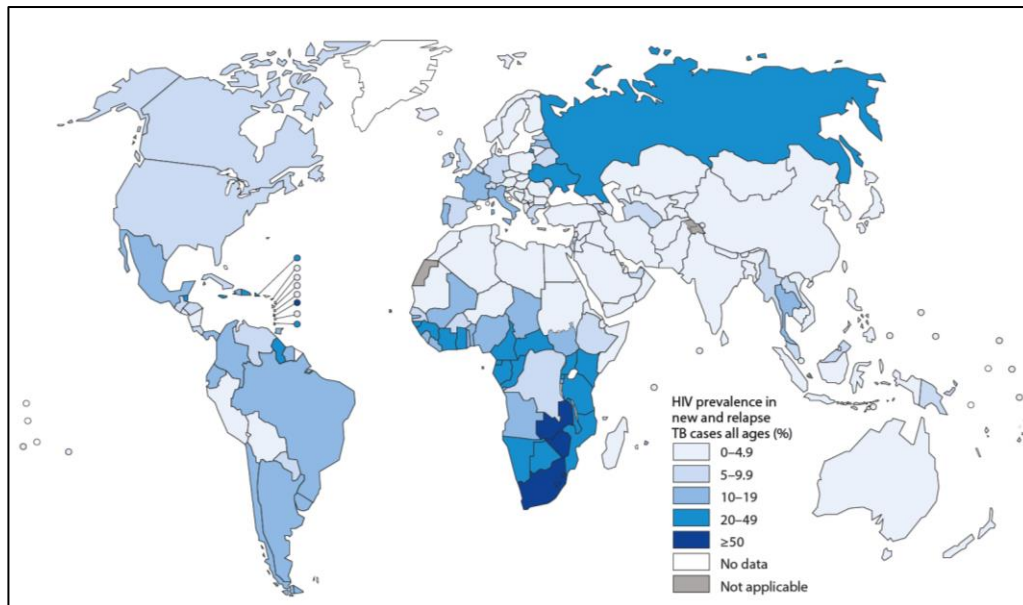 HIV prevalence in
new and relapse
TB cases all ages (%)
0–4.9
5–9.9
10–19
20–49
≥50
No data
Not applicable